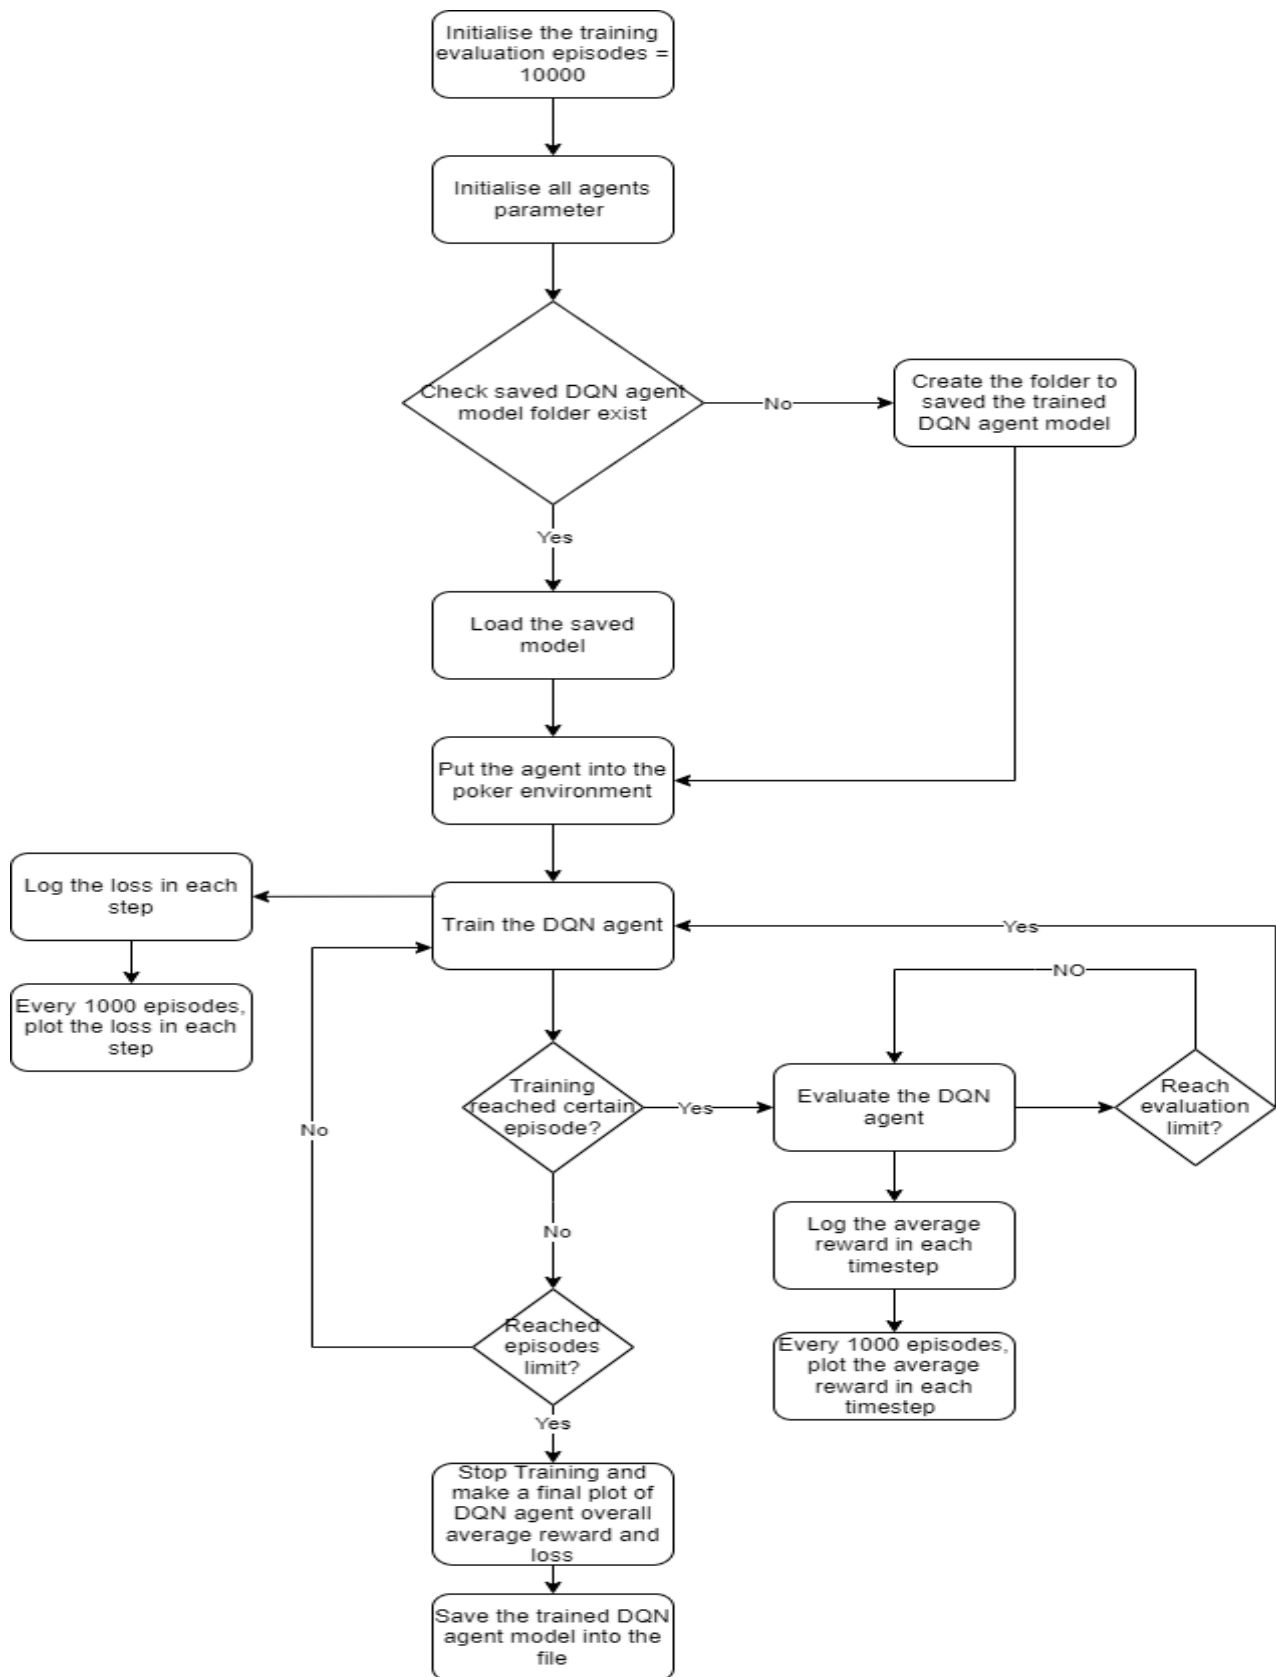 Initialise the training
evaluation episodes =
10000
Initialise all agents
parameter
Check saved DQN agent
model folder exist
No
Create the folder to
saved the trained
DQN agent model
Yes
Load the saved
model
Put the agent into the
poker environment
Log the loss in each
step
Train the DQN agent
Yes
NO
Every 1000 episodes,
plot the loss in each
step
Training
reached certain
episode?
Yes
Evaluate the DQN
agent
Reach
evaluation
limit?
No
No
Log the average
reward in each
timestep
Reached
episodes
limit?
Every 1000 episodes,
plot the average
reward in each
timestep
Yes
Stop Training and
make a final plot of
DQN agent overall
average reward and
loss
Save the trained DQN
agent model into the
file